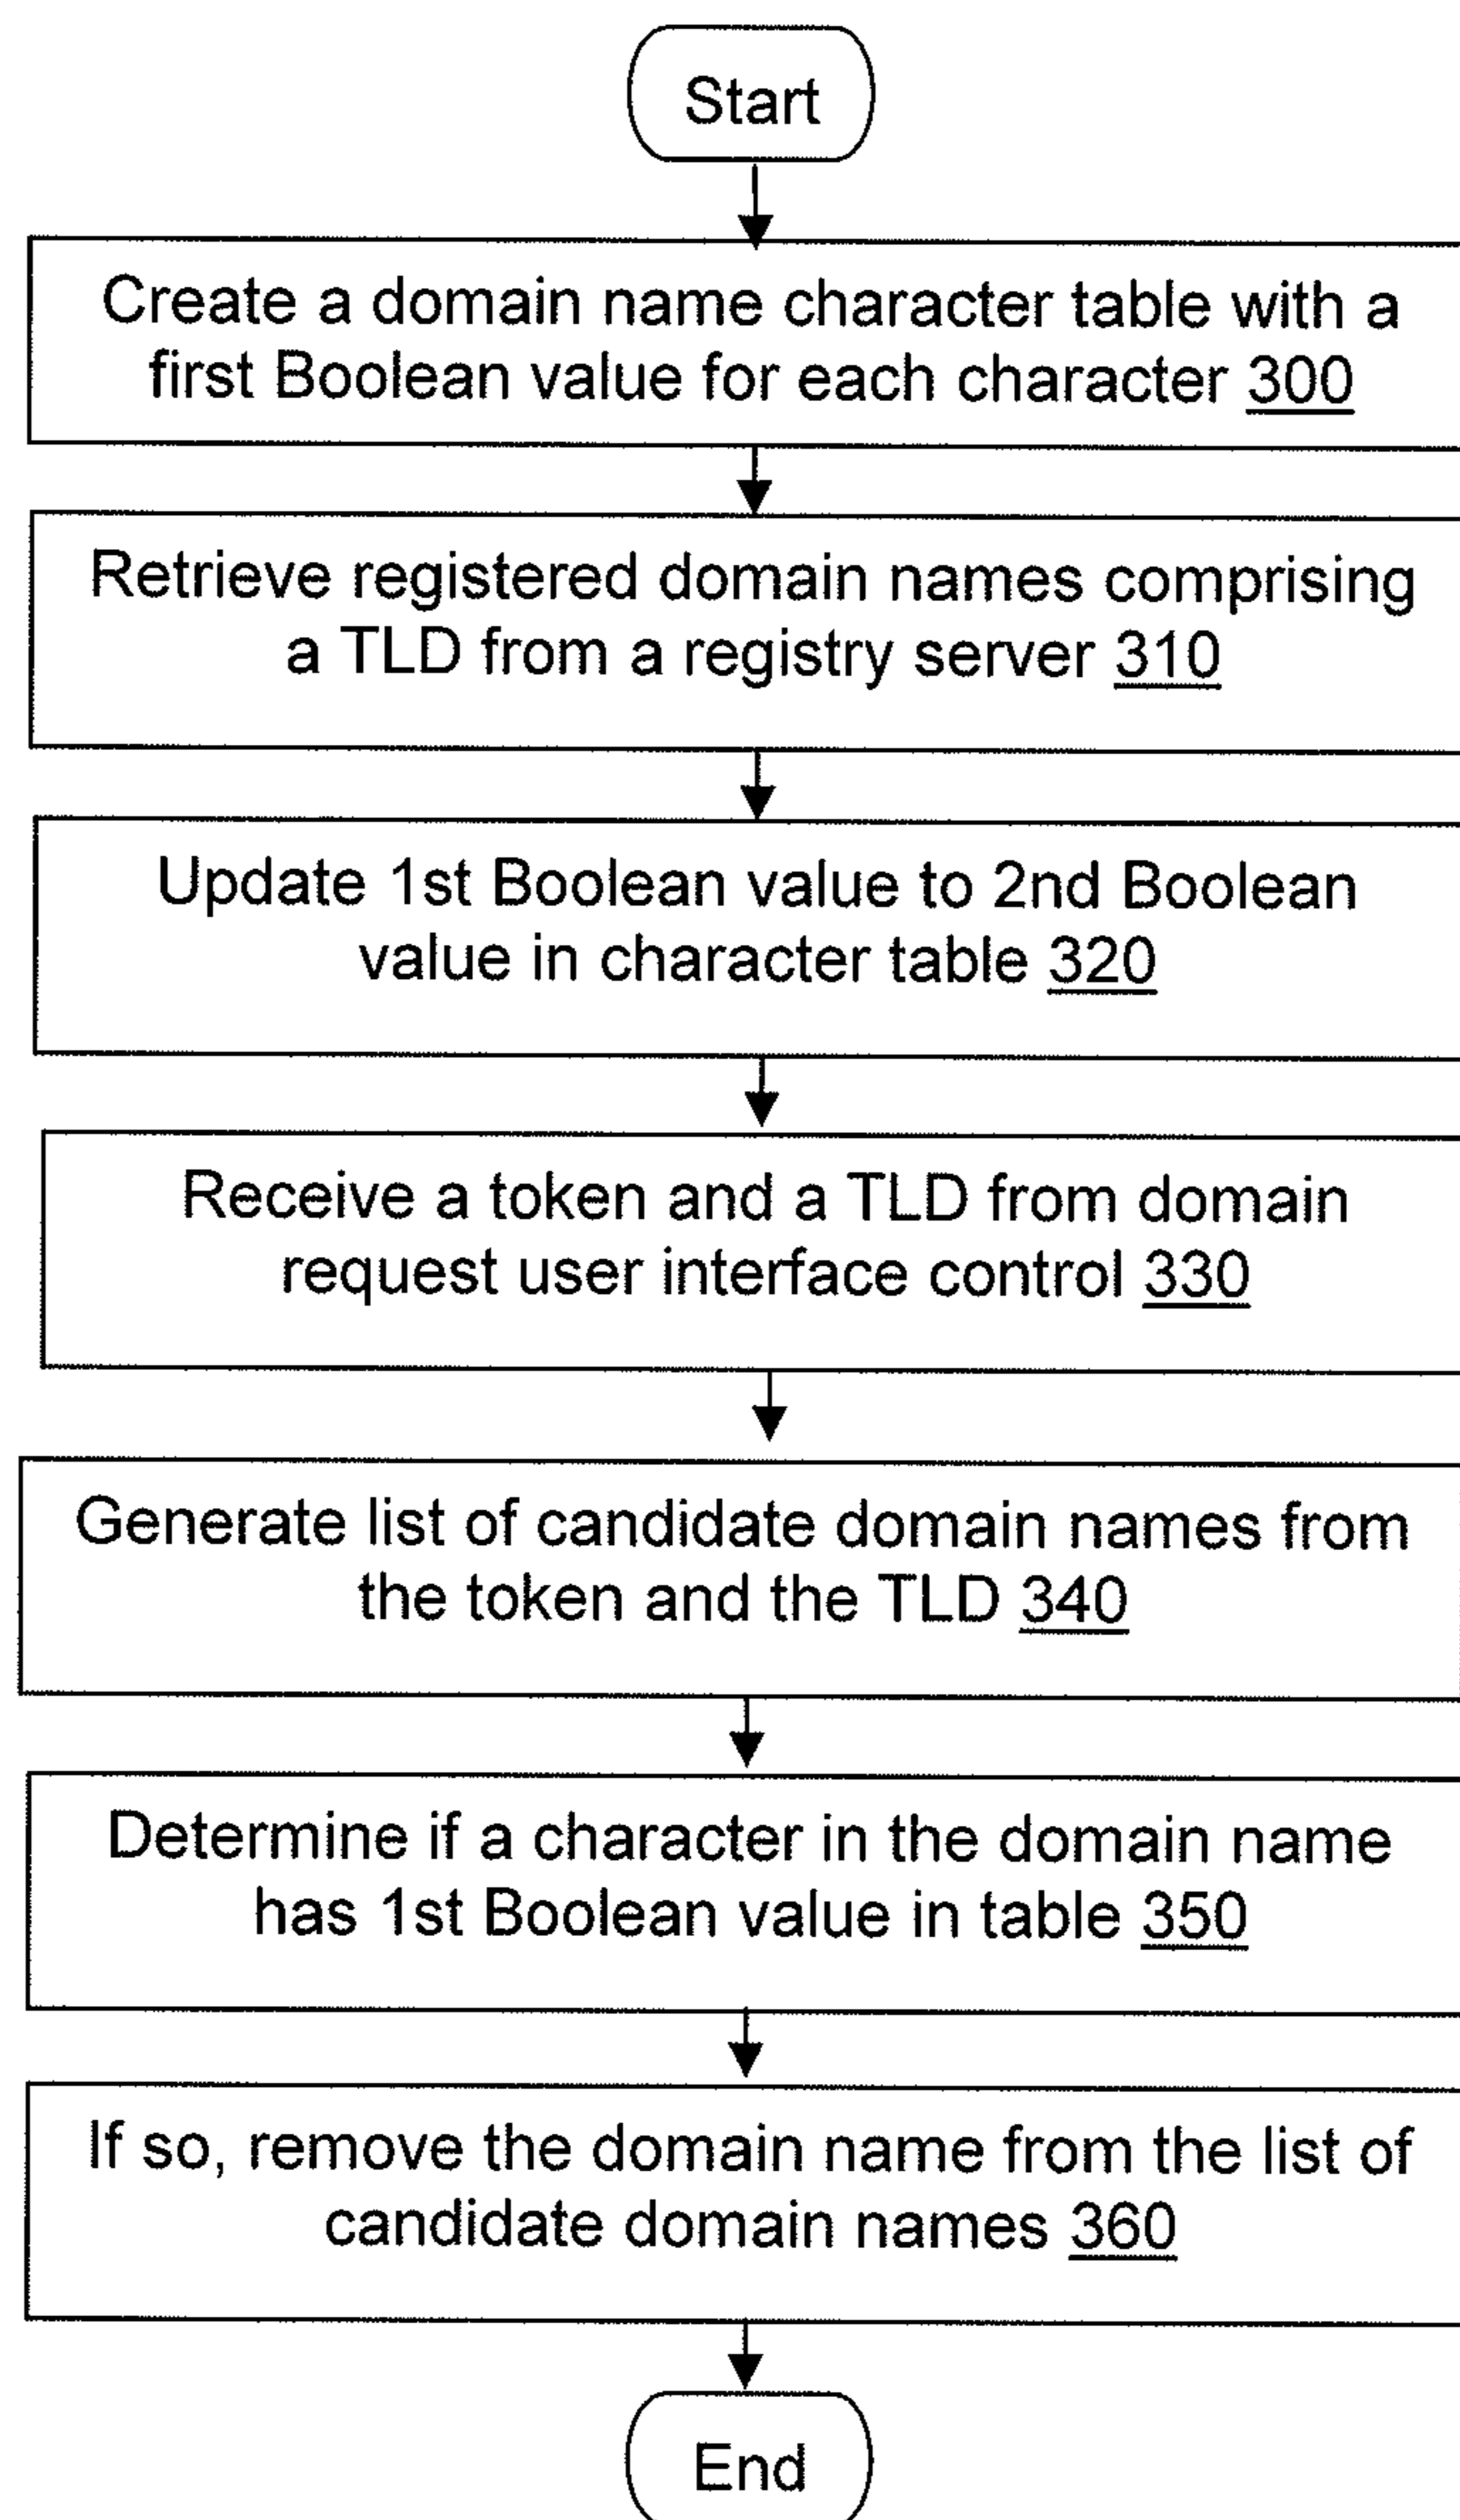 Start
Create a domain name character table with a
first Boolean value for each character 300
Retrieve registered domain names comprising
a TLD from a registry server 310
Update 1st Boolean value to 2nd Boolean
value in character table 320
Receive a token and a TLD from domain
request user interface control 330
Generate list of candidate domain names from
the token and the TLD 340
Determine if a character in the domain name
has 1st Boolean value in table 350
If so, remove the domain name from the list of
candidate domain names 360
End